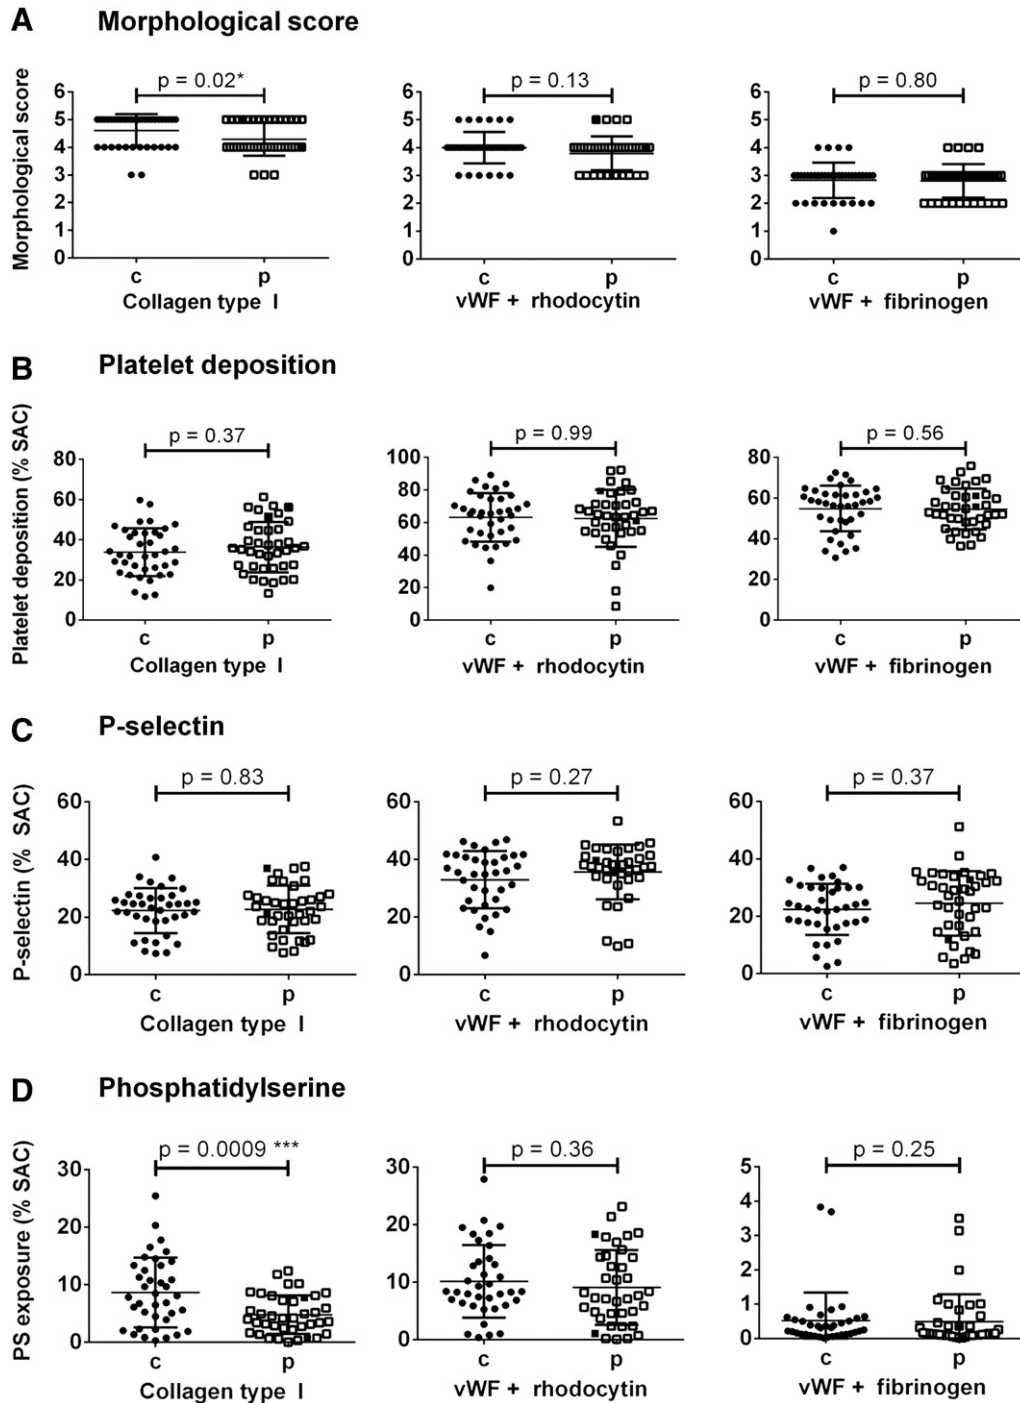 A Morphological score
Morphological score
p = 0.02*
6
5
4
3
2
1
0
c p
Collagen type I
p = 0.13
6
5
4
3
2
1
0
c p
vWF + rhodocytin
p = 0.80
6
5
4
3
2
1
0
c p
vWF + fibrinogen
B Platelet deposition
Platelet deposition (% SAC)
p = 0.37
80
60
40
20
0
c p
Collagen type I
p = 0.99
100
80
60
40
20
0
c p
vWF + rhodocytin
p = 0.56
80
60
40
20
0
c p
vWF + fibrinogen
C P-selectin
P-selectin (% SAC)
p = 0.83
60
40
20
0
c p
Collagen type I
p = 0.27
60
40
20
0
c p
vWF + rhodocytin
p = 0.37
60
40
20
0
c p
vWF + fibrinogen
D Phosphatidylserine
PS exposure (% SAC)
p = 0.0009 ***
30
20
10
0
c p
Collagen type I
p = 0.36
30
20
10
0
c p
vWF + rhodocytin
p = 0.25
5
4
3
2
1
0
c p
vWF + fibrinogen